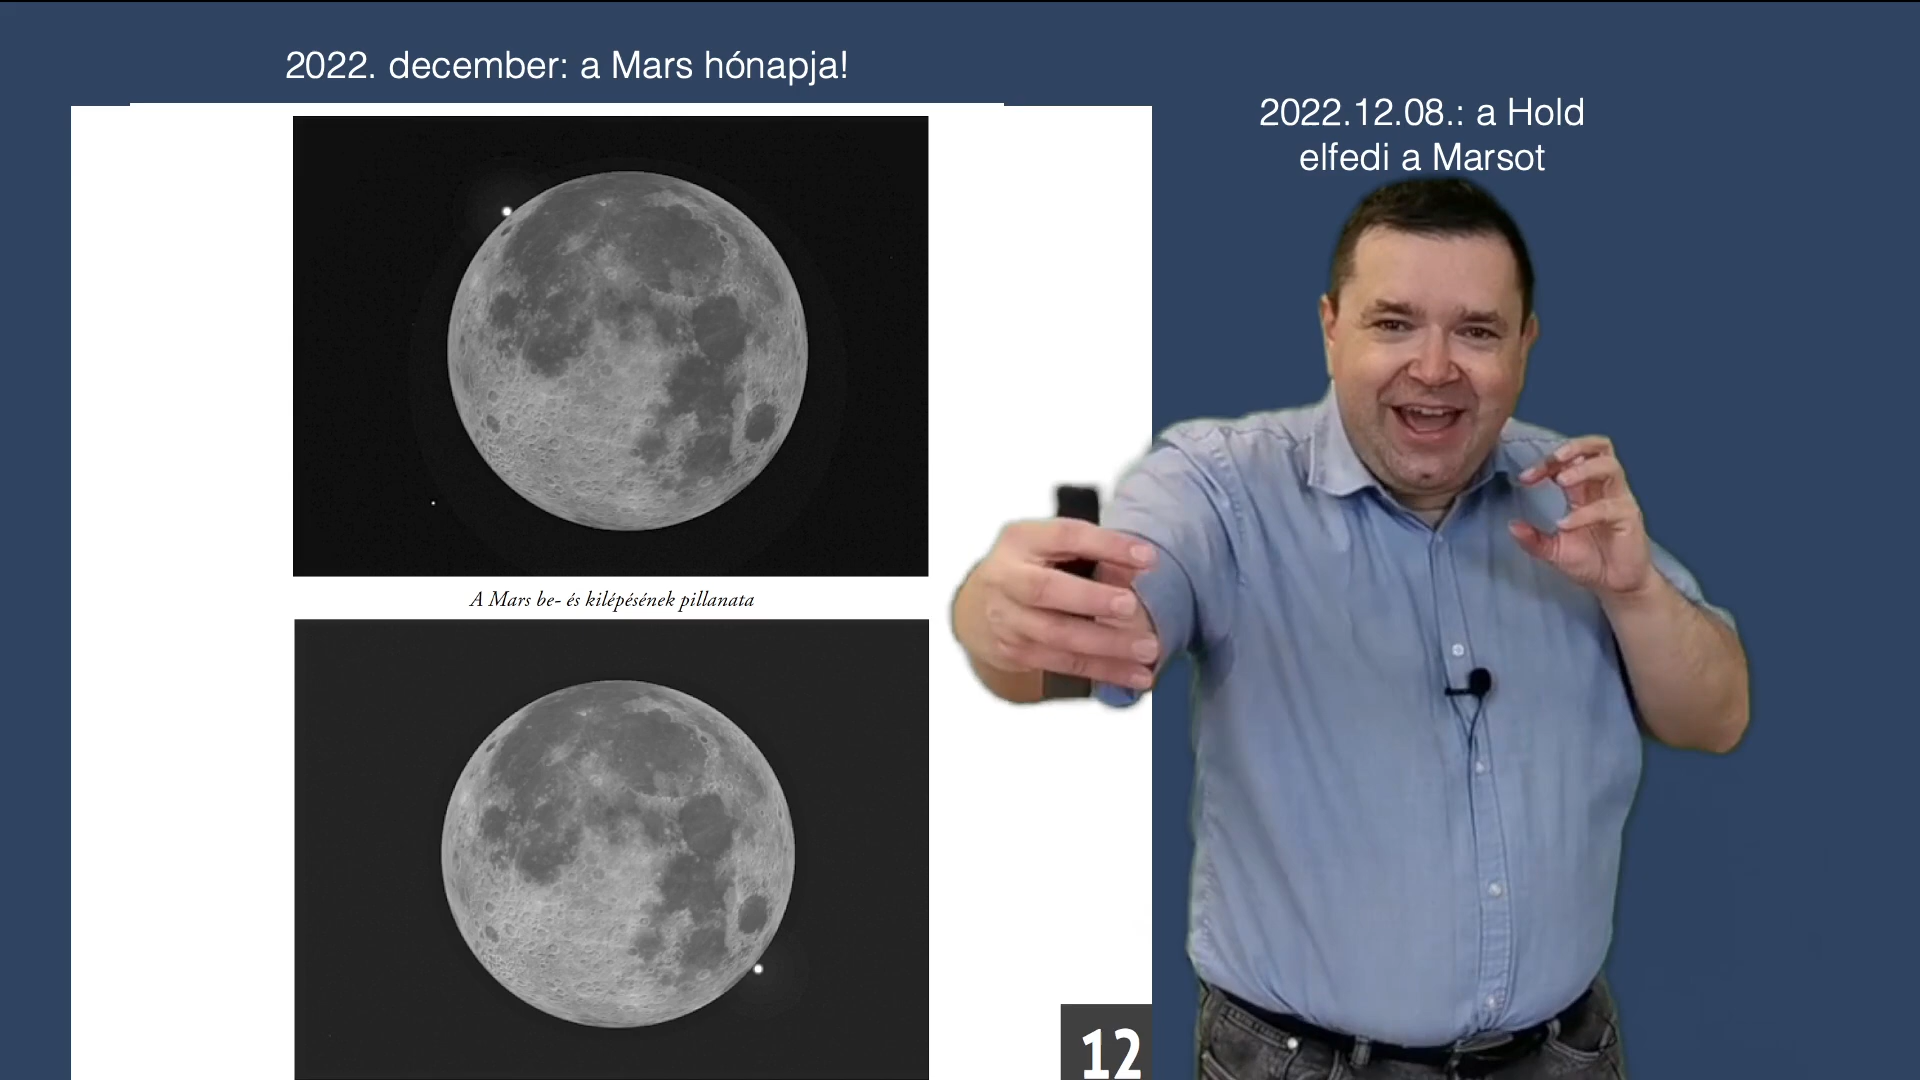 2022. december: a Mars hónapja!
2022.12.08.: a Hold
elfedi a Marsot
A Mars be- és kilépésének pillanata
12